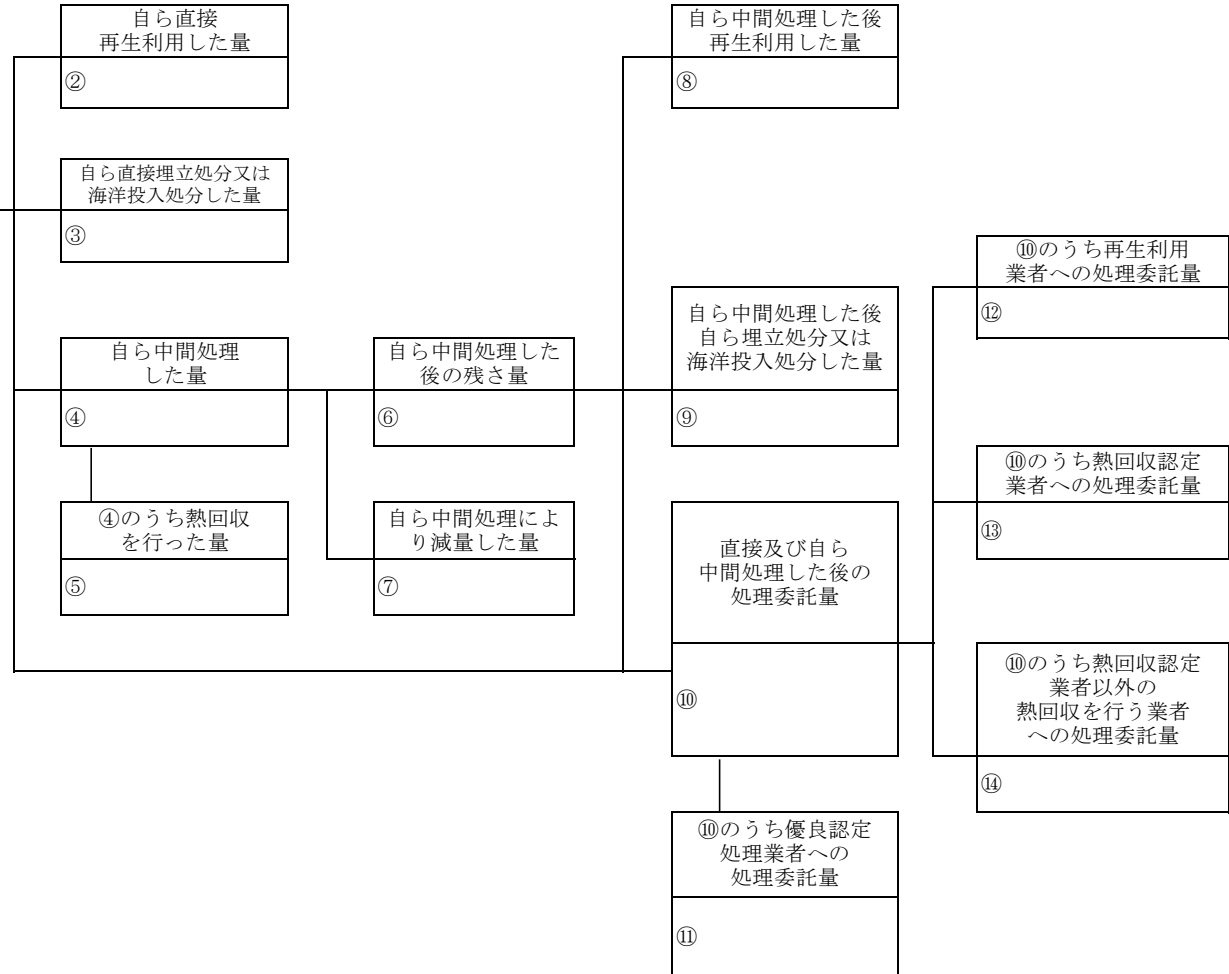 自ら直接
再生利用した量
②
自ら中間処理した後
再生利用した量
⑧
自ら直接埋立処分又は
海洋投入処分した量
③
⑩のうち再生利用
業者への処理委託量
⑫
自ら中間処理
した量
④
自ら中間処理した
後の残さ量
⑥
自ら中間処理した後
自ら埋立処分又は
海洋投入処分した量
⑨
⑩のうち熱回収認定
業者への処理委託量
⑬
④のうち熱回収
を行った量
⑤
自ら中間処理によ
り減量した量
⑦
直接及び自ら
中間処理した後の
処理委託量
⑩
⑩のうち熱回収認定
業者以外の
熱回収を行う業者
への処理委託量
⑭
⑩のうち優良認定
処理業者への
処理委託量
⑪